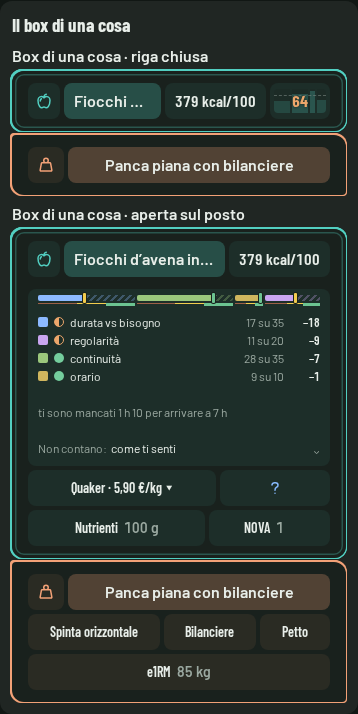 Il box di una cosa
Box di una cosa · riga chiusa
Fiocchi ... 379 kcal/100 64
Panca piana con bilanciere
Box di una cosa · aperta sul posto
Fiocchi d'avena in... 379 kcal/100
durata vs bisogno 17 su 35 −18
regolarità 11 su 20 −9
continuità 28 su 35 −7
orario 9 su 10 −1
ti sono mancati 1 h 10 per arrivare a 7 h
Non contano: come ti senti
Quaker · 5,90 €/kg ▾ ?
Nutrienti 100 g NOVA 1
Panca piana con bilanciere
Spinta orizzontale Bilanciere Petto
e1RM 85 kg